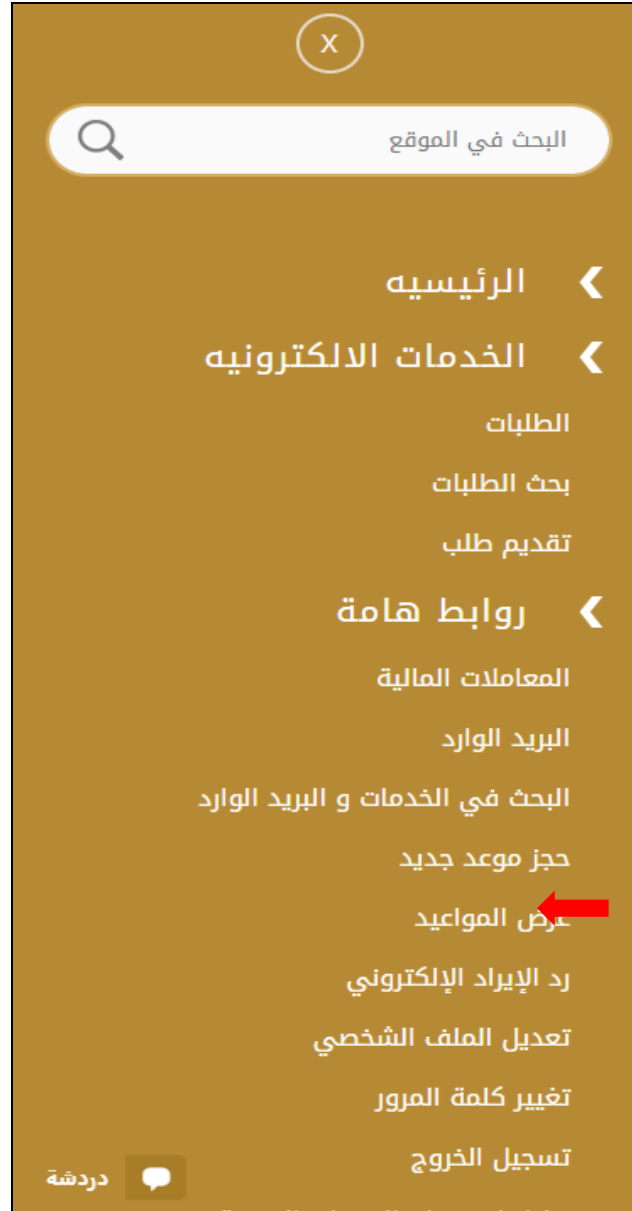 X
البحث في الموقع
الرئيسيه
الخدمات الالكترونيه
الطلبات
بحث الطلبات
تقديم طلب
روابط هامة
المعاملات المالية
البريد الوارد
البحث في الخدمات و البريد الوارد
حجز موعد جديد
عرض المواعيد
رد الإيراد الإلكتروني
تعديل الملف الشخصي
تغيير كلمة المرور
تسجيل الخروج
دردشة